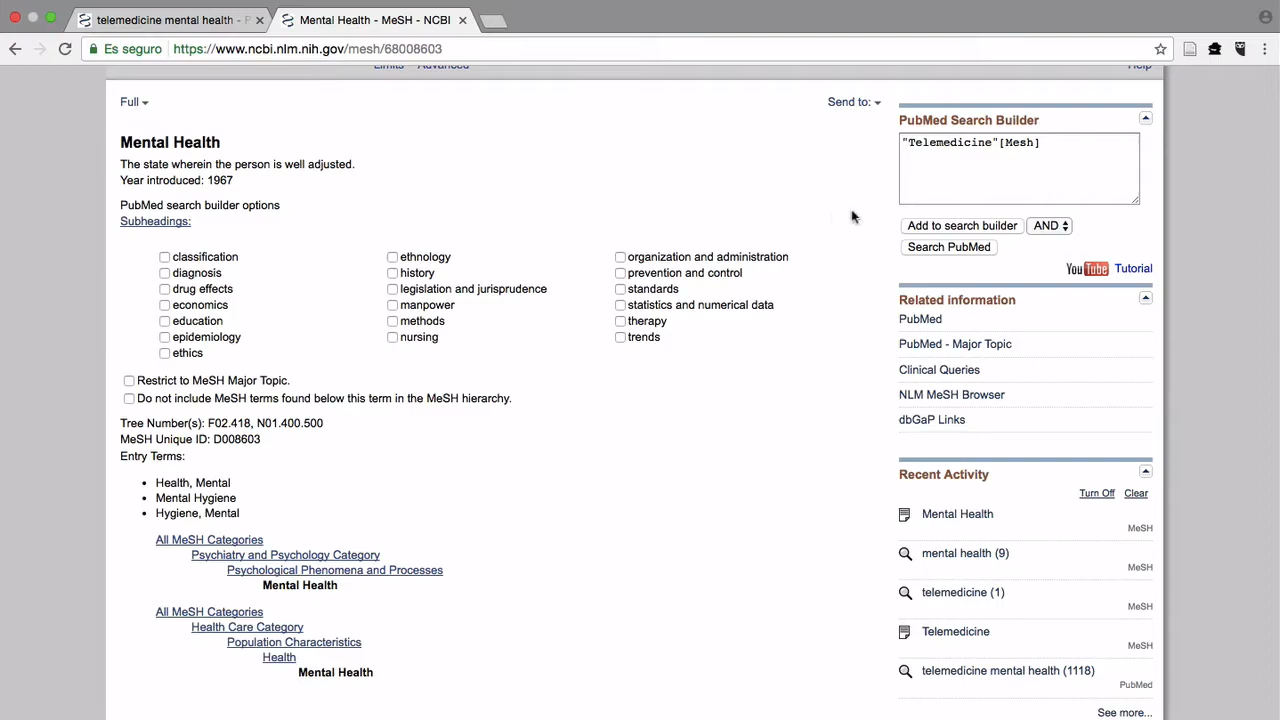 telemedicine mental health - P
Mental Health - MeSH - NCBI
Es seguro
https://www.ncbi.nlm.nih.gov/mesh/68008603
Limits Advanced
Help
Full
Send to:
Mental Health
The state wherein the person is well adjusted.
Year introduced: 1967
PubMed search builder options
Subheadings:
classification
diagnosis
drug effects
economics
education
epidemiology
ethics
ethnology
history
legislation and jurisprudence
manpower
methods
nursing
organization and administration
prevention and control
standards
statistics and numerical data
therapy
trends
Restrict to MeSH Major Topic.
Do not include MeSH terms found below this term in the MeSH hierarchy.
Tree Number(s): F02.418, N01.400.500
MeSH Unique ID: D008603
Entry Terms:
Health, Mental
Mental Hygiene
Hygiene, Mental
All MeSH Categories
Psychiatry and Psychology Category
Psychological Phenomena and Processes
Mental Health
All MeSH Categories
Health Care Category
Population Characteristics
Health
Mental Health
PubMed Search Builder
"Telemedicine"[Mesh]
Add to search builder
AND
Search PubMed
YouTube Tutorial
Related information
PubMed
PubMed - Major Topic
Clinical Queries
NLM MeSH Browser
dbGaP Links
Recent Activity
Turn Off Clear
Mental Health
MeSH
mental health (9)
MeSH
telemedicine (1)
MeSH
Telemedicine
MeSH
telemedicine mental health (1118)
PubMed
See more...